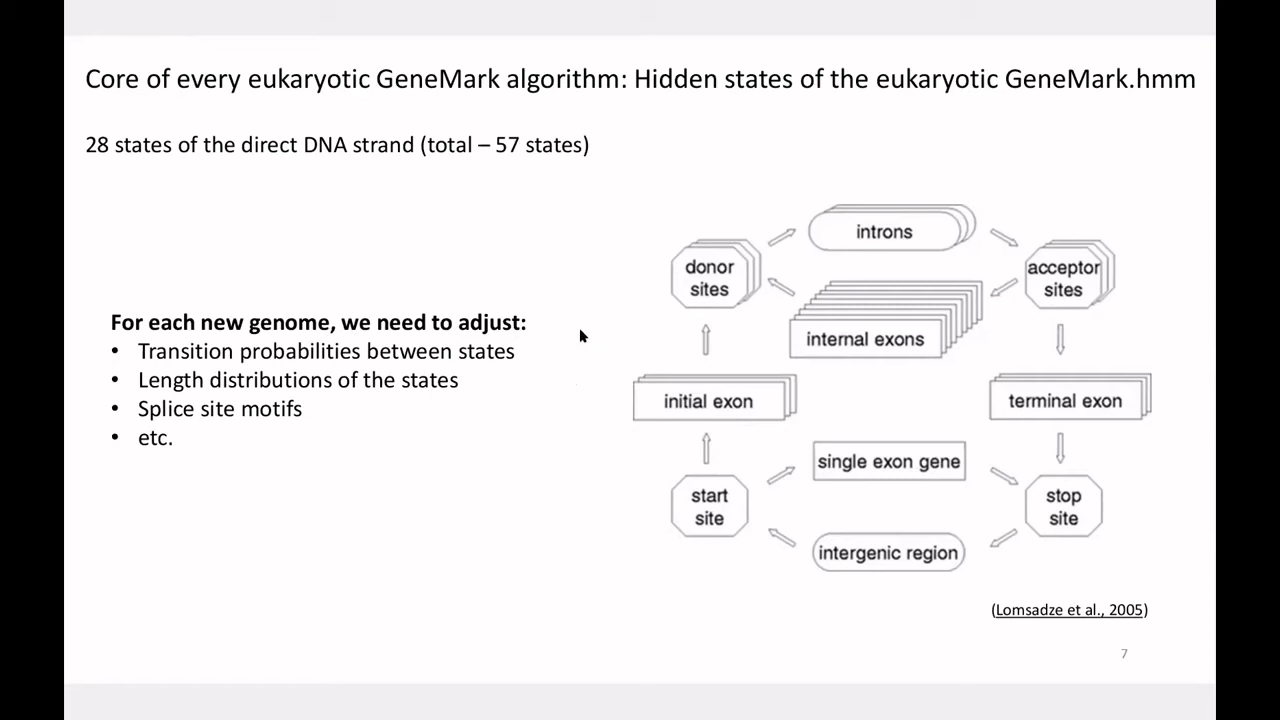 Core of every eukaryotic GeneMark algorithm: Hidden states of the eukaryotic GeneMark.hmm
28 states of the direct DNA strand (total – 57 states)
For each new genome, we need to adjust:
• Transition probabilities between states
• Length distributions of the states
• Splice site motifs
• etc.
introns
donor
sites
acceptor
sites
internal exons
initial exon
terminal exon
single exon gene
start
site
stop
site
intergenic region
(Lomsadze et al., 2005)
7